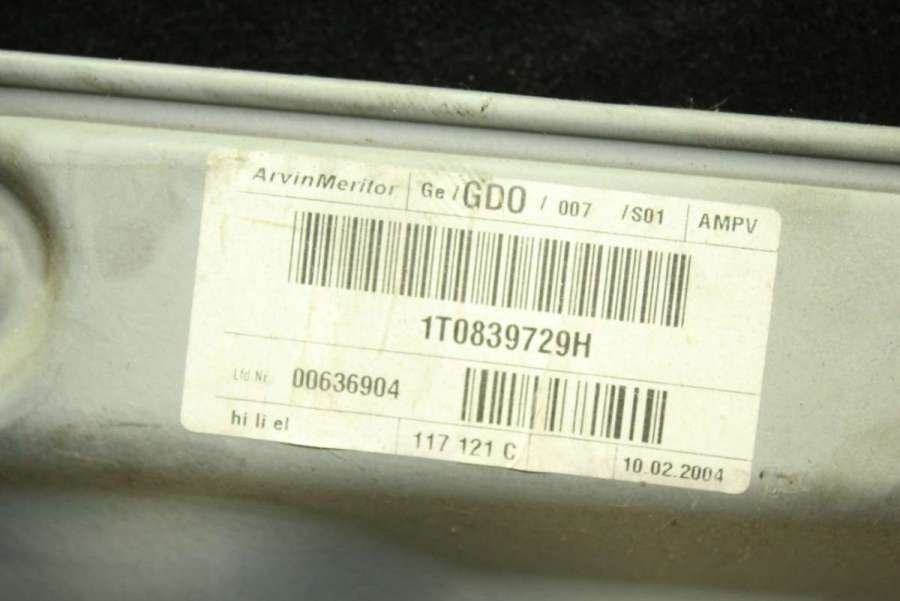 ArvinMeritor Ge / GDO / 007 / S01 AMPV
1T0839729H
Lfd.Nr. 00636904
hi li el 117 121 C 10.02.2004